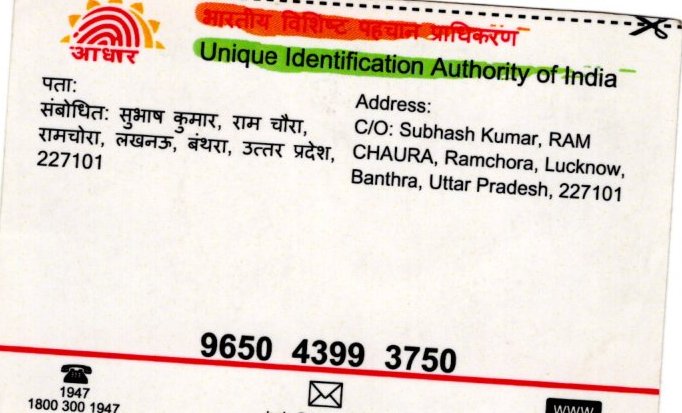 आधार
भारतीय विशिष्ट पहचान प्राधिकरण
Unique Identification Authority of India
पता:
संबोधित: सुभाष कुमार, राम चौरा,
रामचोरा, लखनऊ, बंथरा, उत्तर प्रदेश,
227101
Address:
C/O: Subhash Kumar, RAM
CHAURA, Ramchora, Lucknow,
Banthra, Uttar Pradesh, 227101
9650 4399 3750
1947
1800 300 1947
www